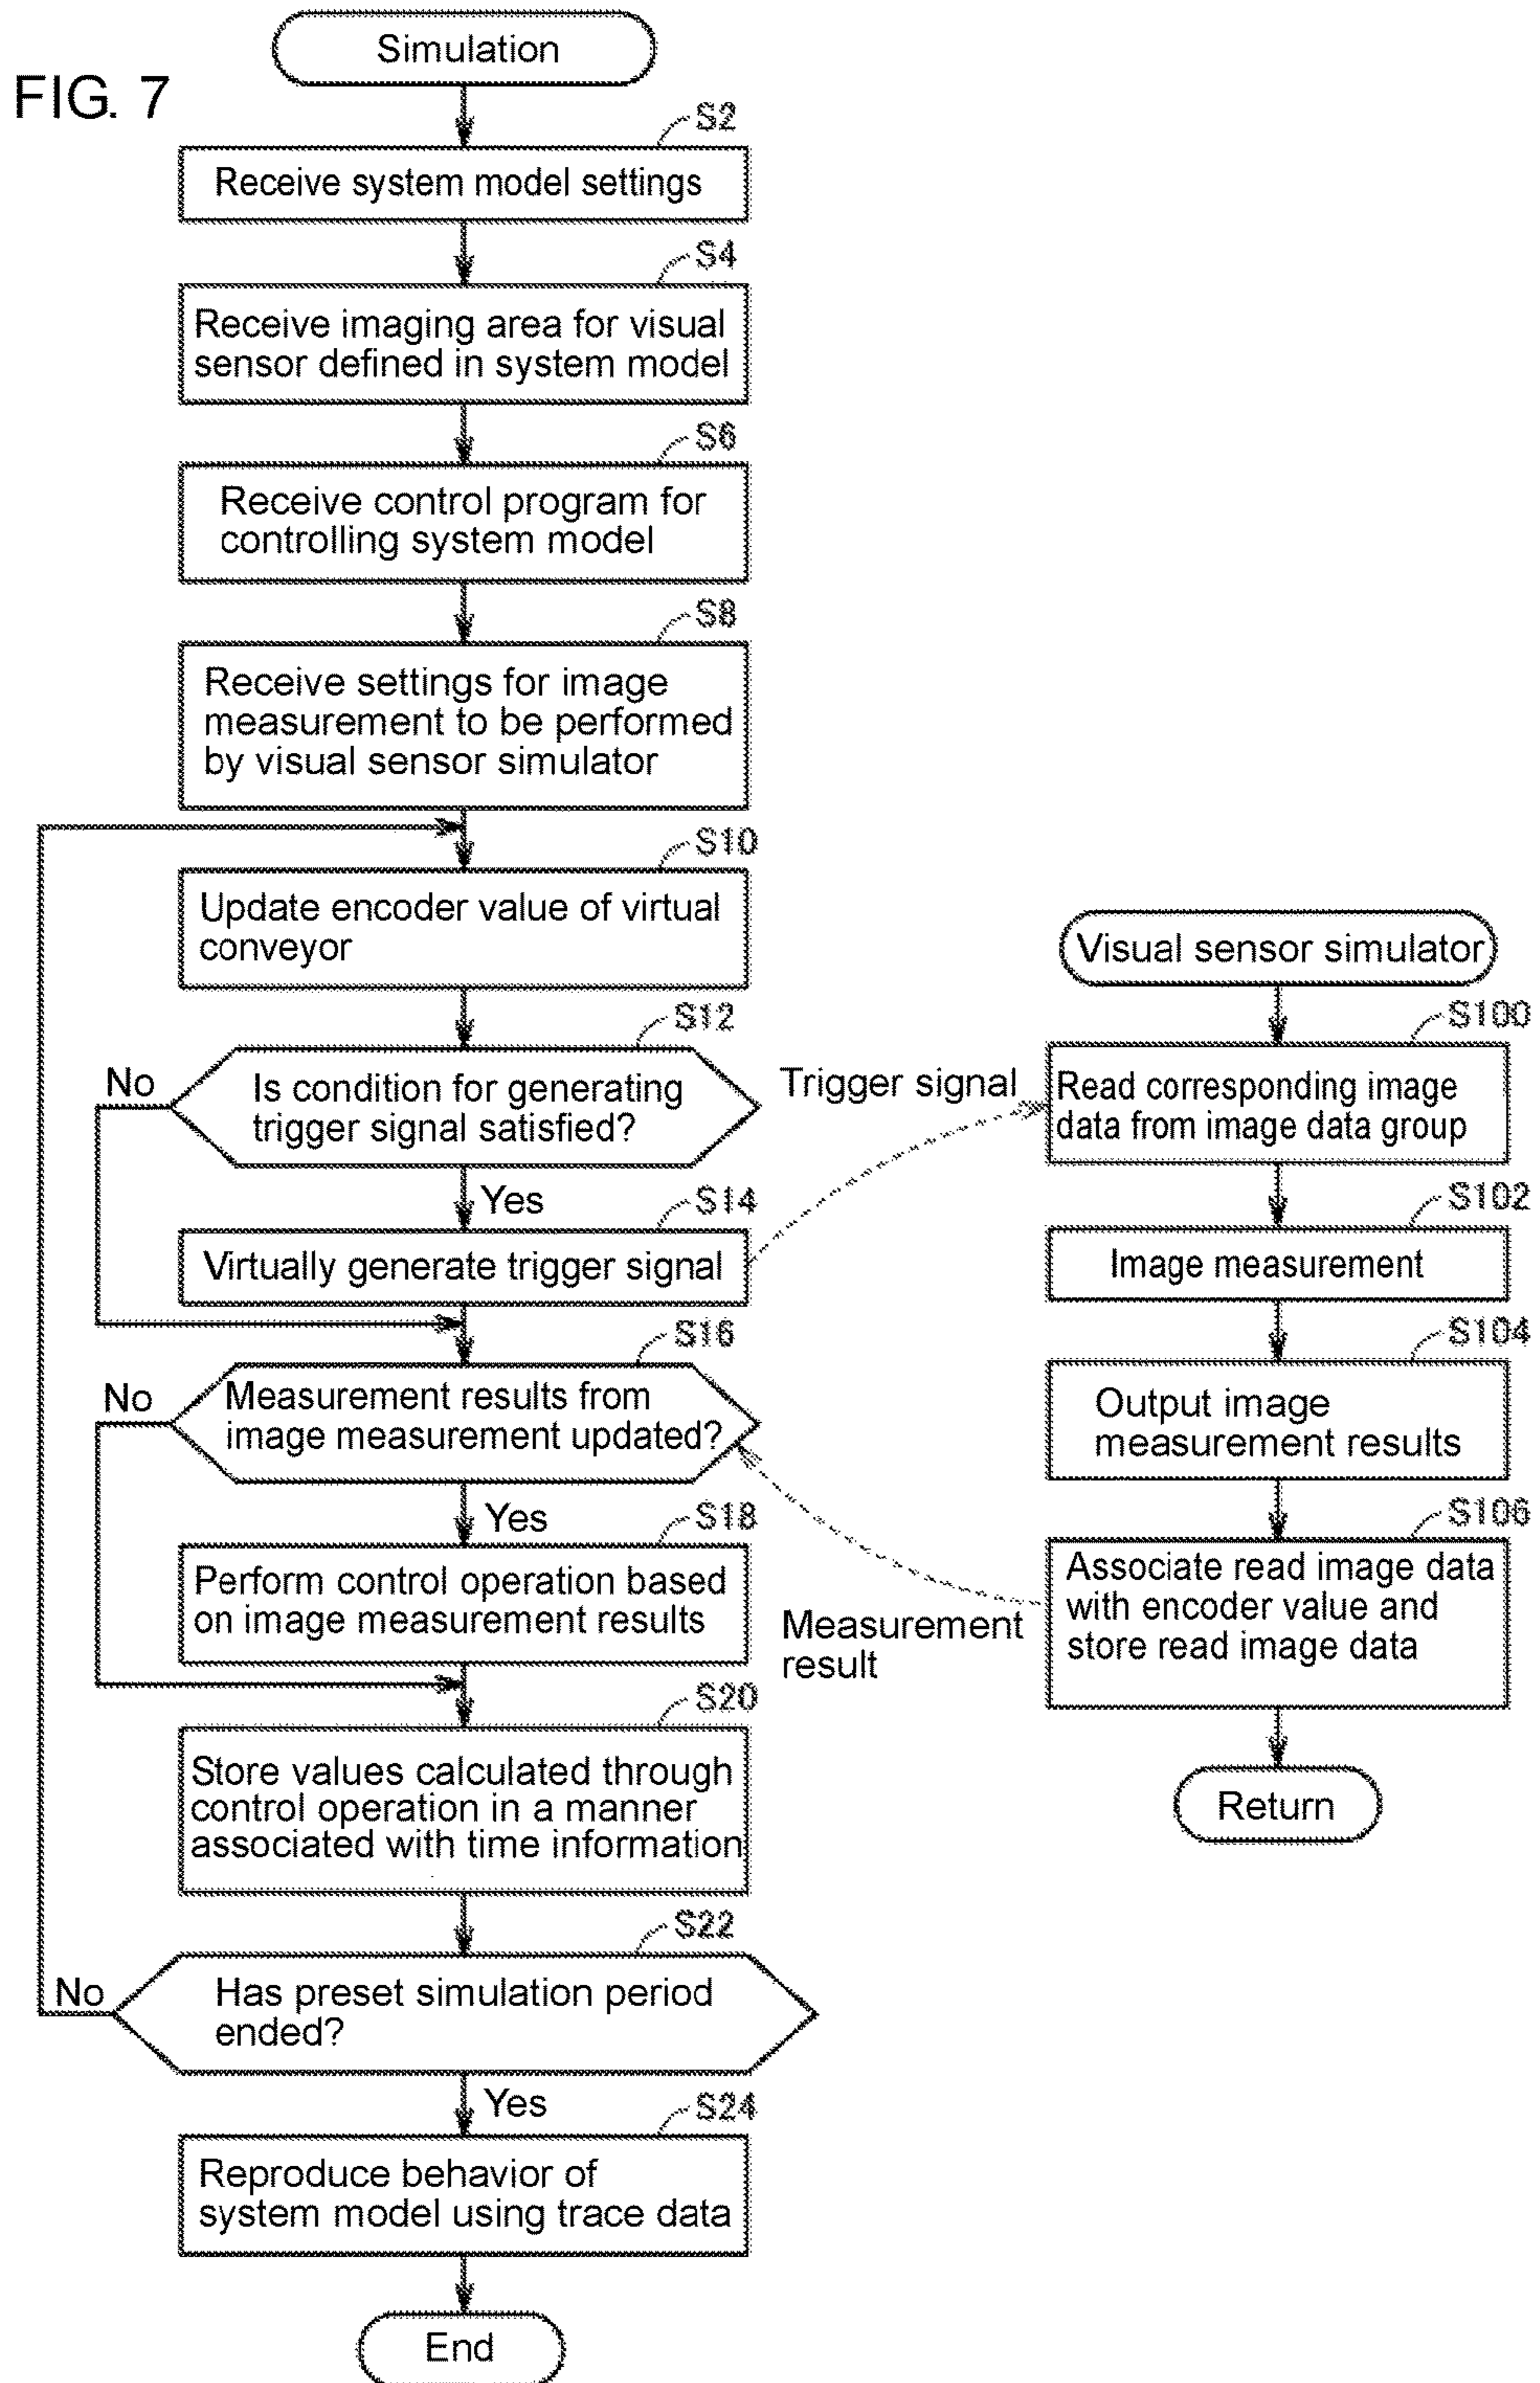 FIG. 7
Simulation
S2
Receive system model settings
S4
Receive imaging area for visual
sensor defined in system model
S6
Receive control program for
controlling system model
S8
Receive settings for image
measurement to be performed
by visual sensor simulator
S10
Update encoder value of virtual
conveyor
S12
No
Is condition for generating
trigger signal satisfied?
Yes
S14
Virtually generate trigger signal
S16
No
Measurement results from
image measurement updated?
Yes
S18
Perform control operation based
on image measurement results
S20
Store values calculated through
control operation in a manner
associated with time information
S22
No
Has preset simulation period
ended?
Yes
S24
Reproduce behavior of
system model using trace data
End
Trigger signal
Measurement
result
Visual sensor simulator
S100
Read corresponding image
data from image data group
S102
Image measurement
S104
Output image
measurement results
S106
Associate read image data
with encoder value and
store read image data
Return